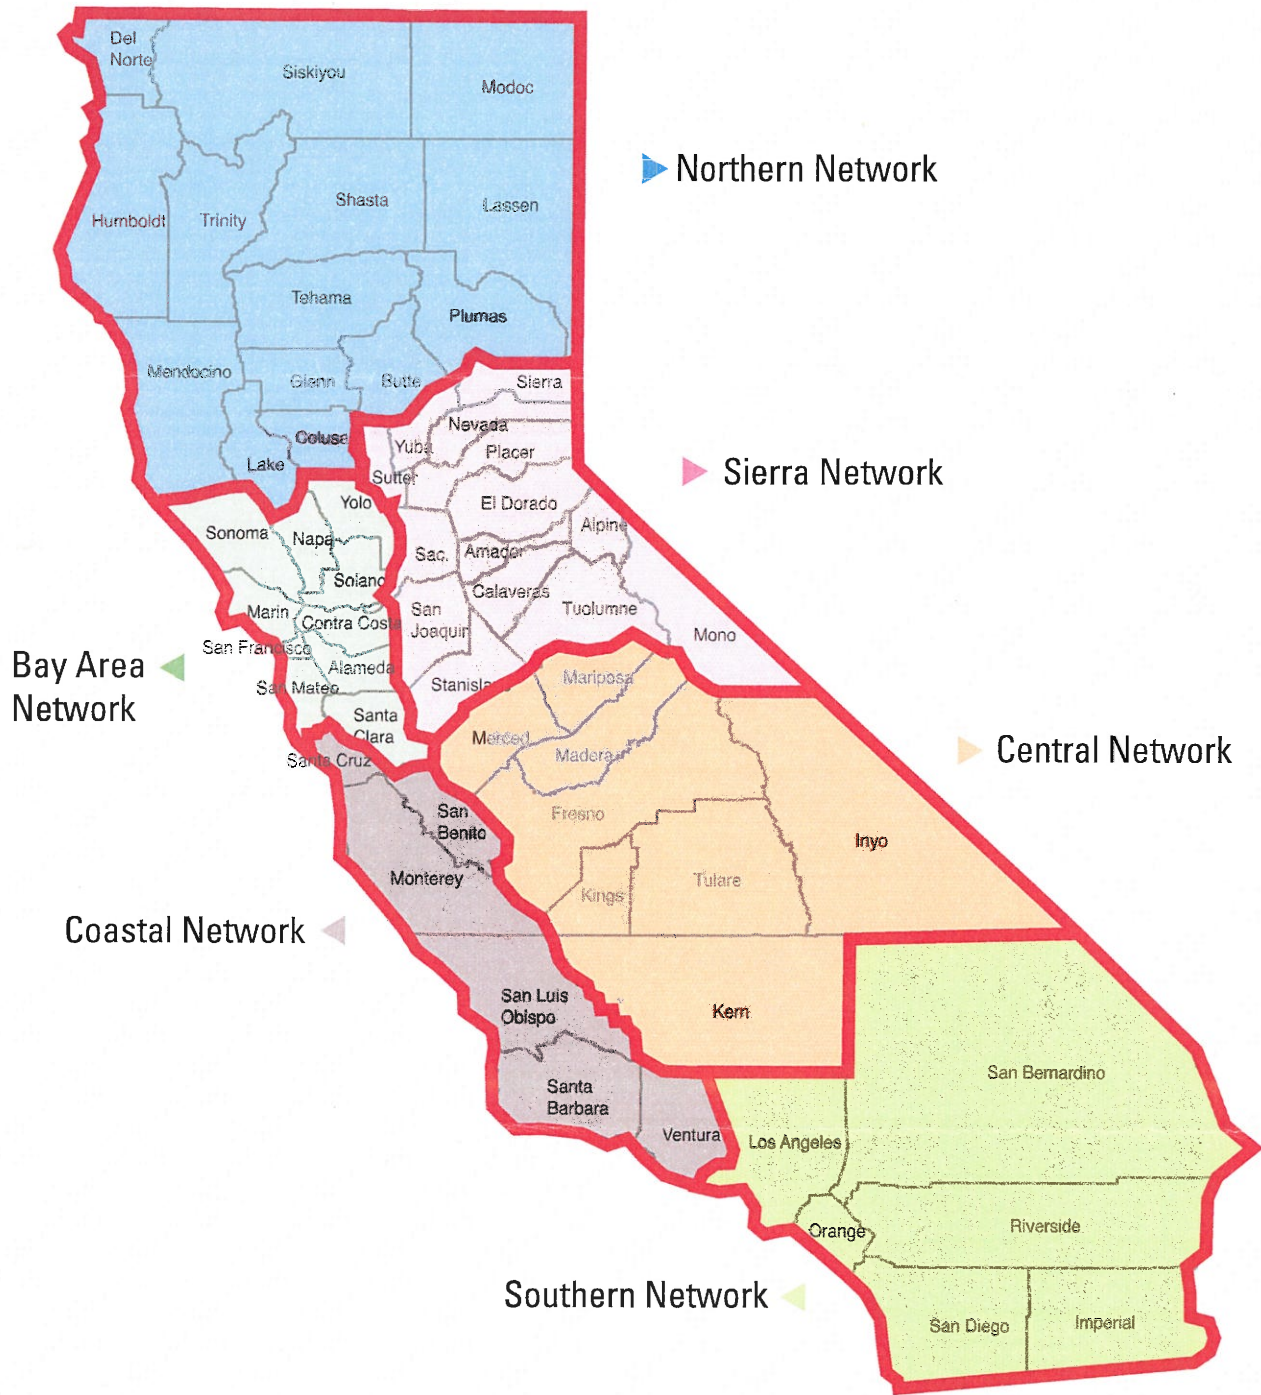 Del
Norte
Siskiyou
Modoc
Northern Network
Humboldt
Trinity
Shasta
Lassen
Tehama
Plumas
Mendocino
Glenn
Butte
Sierra
Colusa
Lake
Nevada
Yuba
Placer
Sutter
Sierra Network
Yolo
El Dorado
Alpine
Sonoma
Napa
Sac.
Amador
Solano
Calaveras
Marin
Contra Costa
San
Joaquin
Tuolumne
Mono
San Francisco
Alameda
Bay Area
Network
San Mateo
Stanisla
Mariposa
Santa
Clara
Merced
Madera
Central Network
Santa Cruz
San
Benito
Fresno
Inyo
Monterey
Kings
Tulare
Coastal Network
San Luis
Obispo
Kern
Santa
Barbara
Ventura
San Bernardino
Los Angeles
Orange
Riverside
Southern Network
San Diego
Imperial